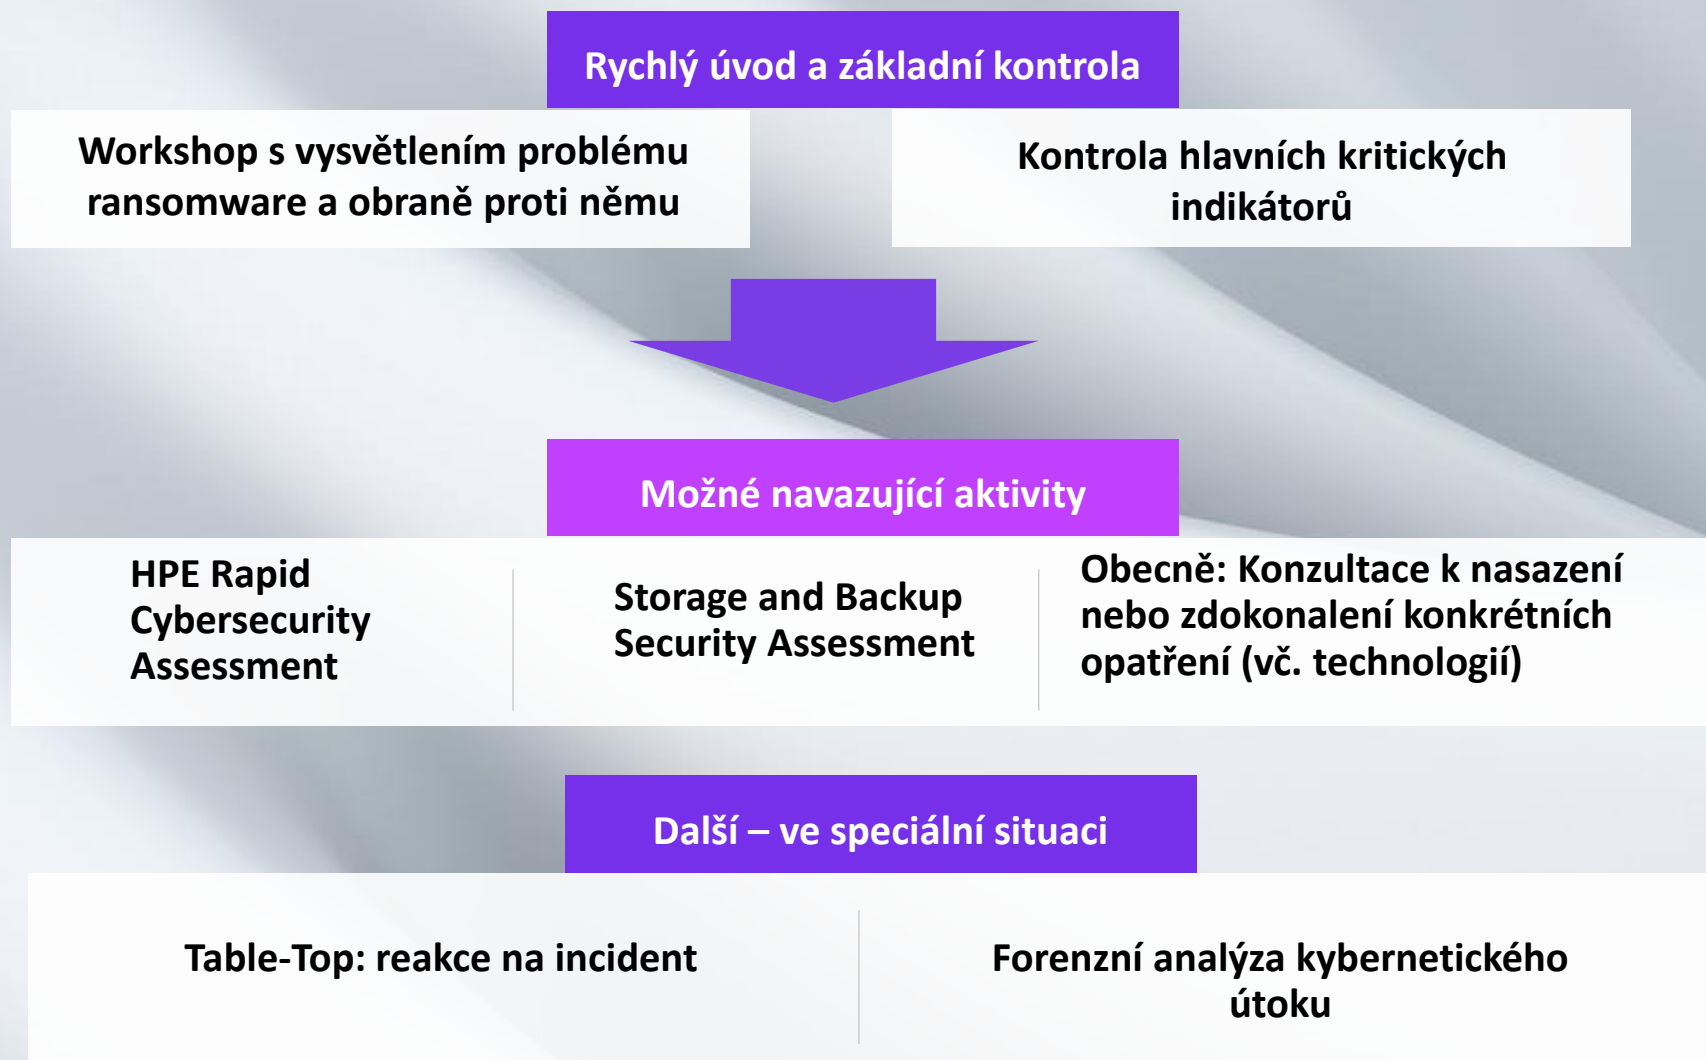 Rychlý úvod a základní kontrola
Workshop s vysvětlením problému
ransomware a obraně proti němu
Kontrola hlavních kritických
indikátorů
Možné navazující aktivity
HPE Rapid
Cybersecurity
Assessment
Storage and Backup
Security Assessment
Obecně: Konzultace k nasazení
nebo zdokonalení konkrétních
opatření (vč. technologií)
Další – ve speciální situaci
Table-Top: reakce na incident
Forenzní analýza kybernetického
útoku